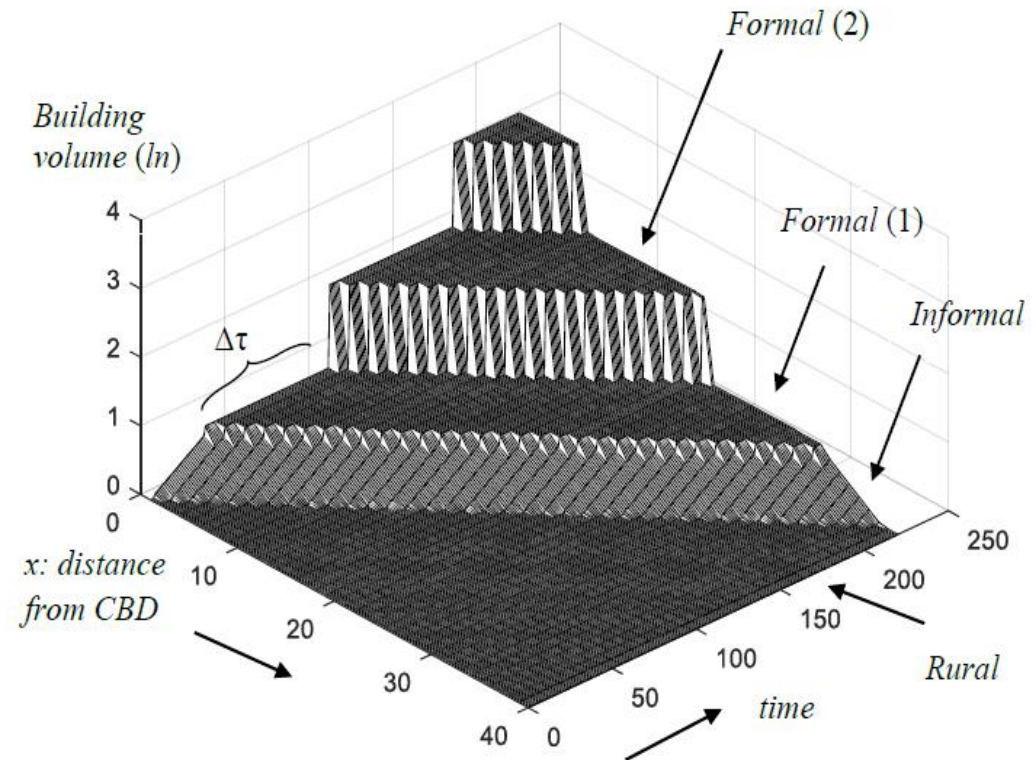 Formal (2)
Building
volume (ln)
Formal (1)
4
Informal
3
Δτ
2
1
0
0
250
x: distance
from CBD
10
200
20
150
Rural
30
100
50
time
40
0